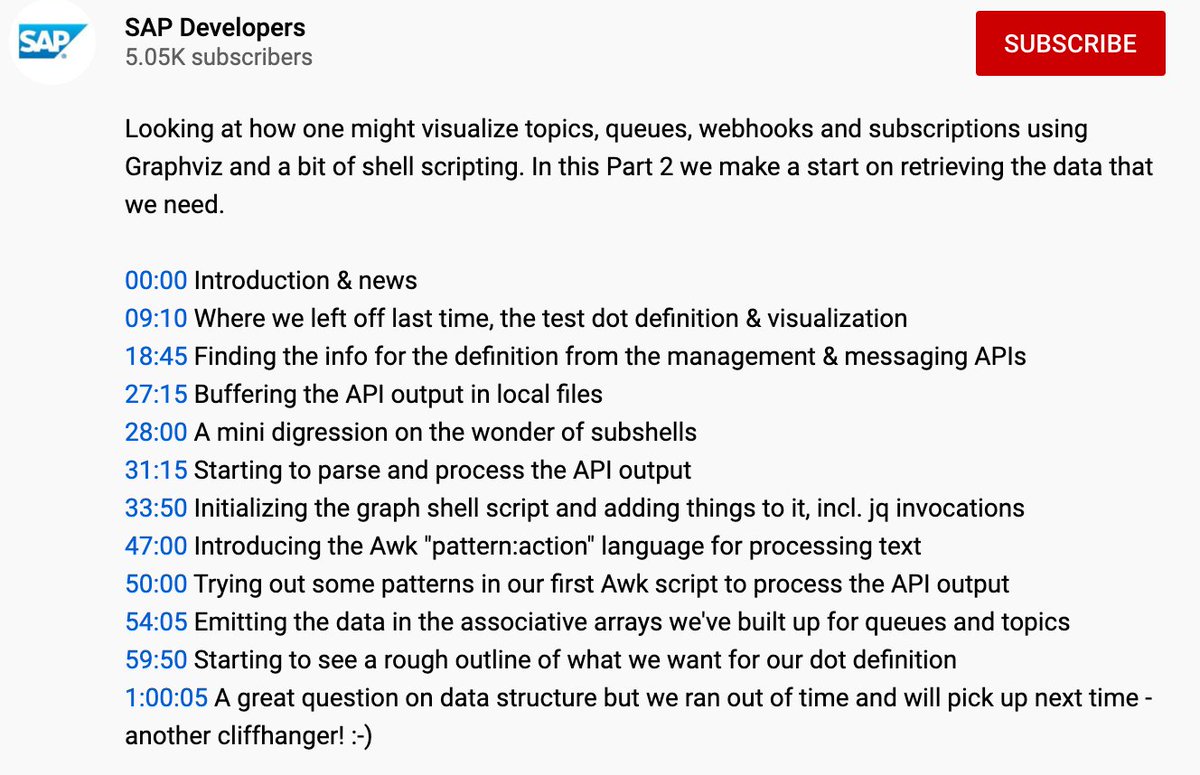 SAP
SAP Developers
5.05K subscribers
SUBSCRIBE
Looking at how one might visualize topics, queues, webhooks and subscriptions using
Graphviz and a bit of shell scripting. In this Part 2 we make a start on retrieving the data that
we need.
00:00 Introduction & news
09:10 Where we left off last time, the test dot definition & visualization
18:45 Finding the info for the definition from the management & messaging APIs
27:15 Buffering the API output in local files
28:00 A mini digression on the wonder of subshells
31:15 Starting to parse and process the API output
33:50 Initializing the graph shell script and adding things to it, incl. jq invocations
47:00 Introducing the Awk "pattern:action" language for processing text
50:00 Trying out some patterns in our first Awk script to process the API output
54:05 Emitting the data in the associative arrays we've built up for queues and topics
59:50 Starting to see a rough outline of what we want for our dot definition
1:00:05 A great question on data structure but we ran out of time and will pick up next time -
another cliffhanger! :-)